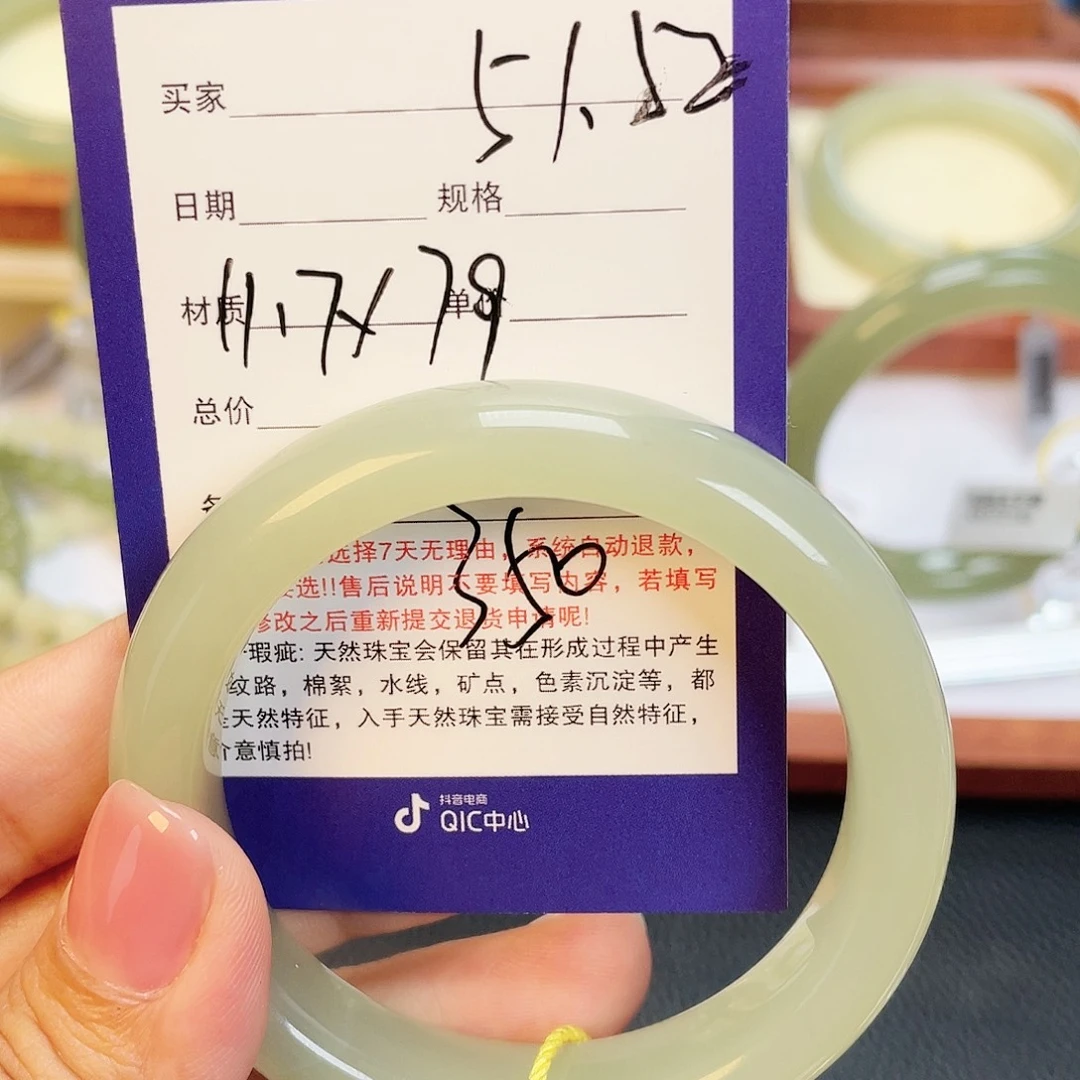 买家 51.52
日期 规格
材质 11.7x 7.9 单价
总价
选择7天无理由，系统自动退款，
选!!售后说明不要填写内容，若填写
修改之后重新提交退货申请呢!
350
瑕疵: 天然珠宝会保留其在形成过程中产生
纹路，棉絮，水线，矿点，色素沉淀等，都
天然特征，入手天然珠宝需接受自然特征，
介意慎拍!
抖音电商
QIC中心